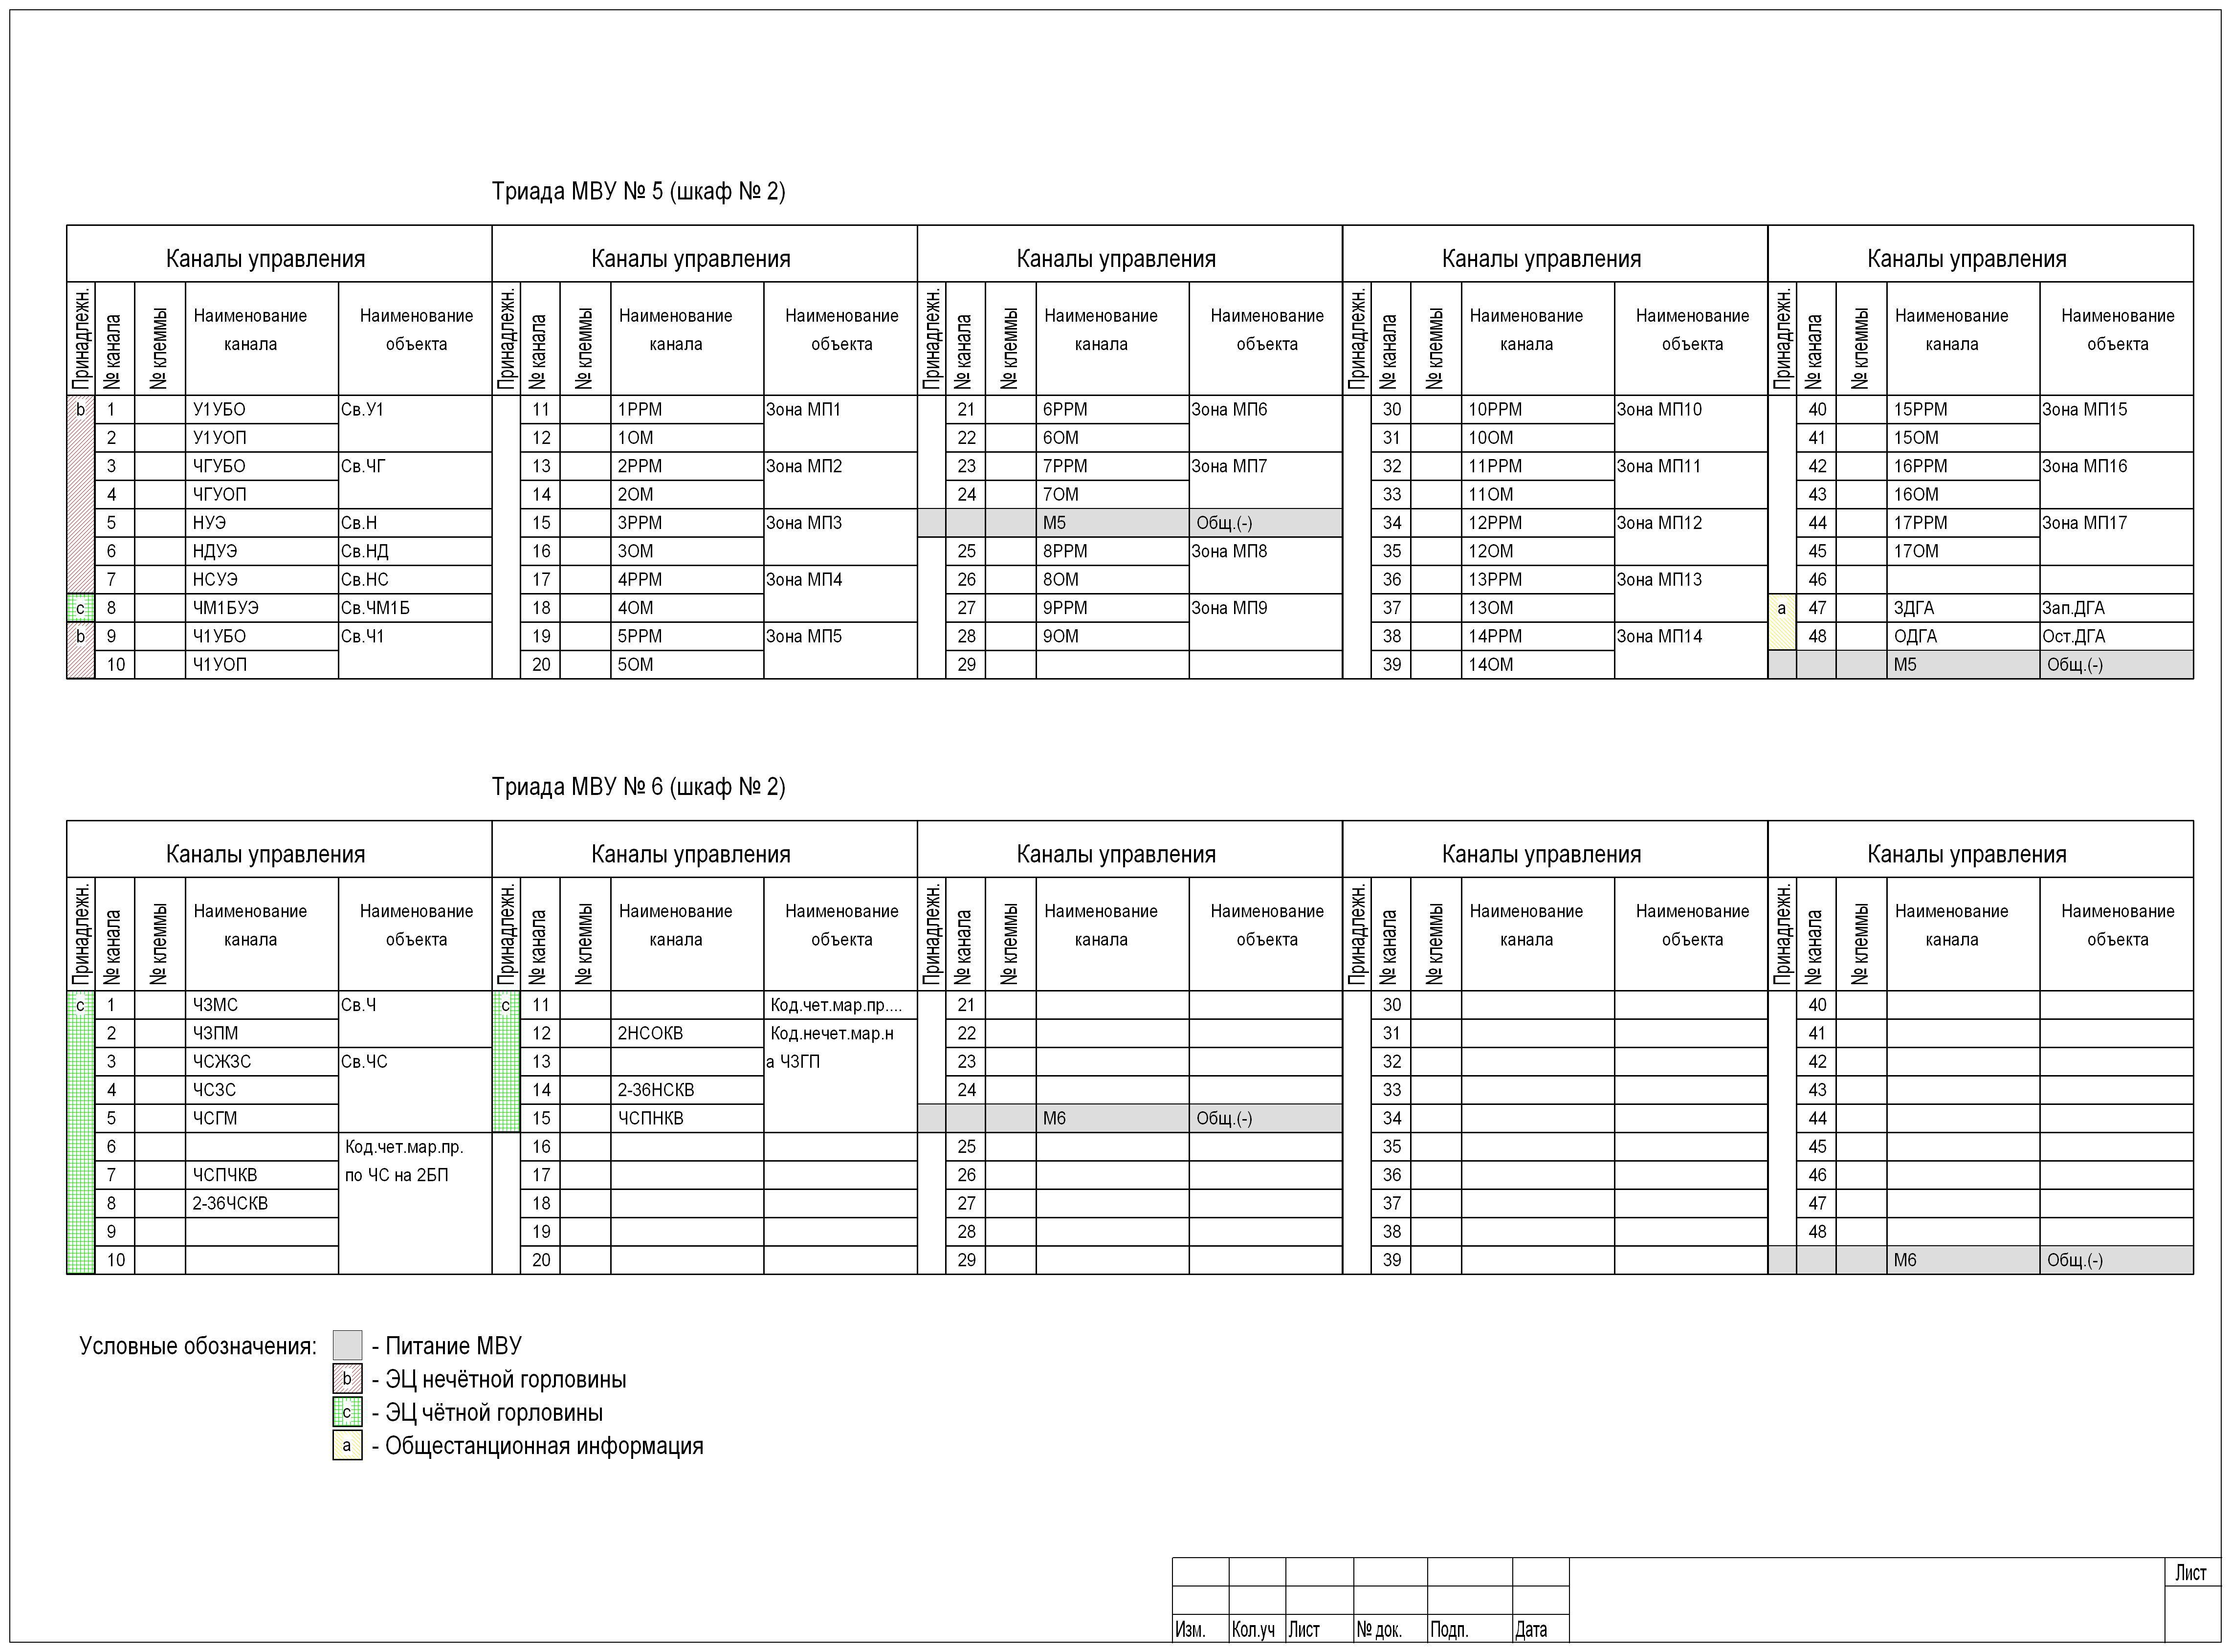 Триада МВУ № 5 (шкаф № 2)
Каналы управления Каналы управления Каналы управления Каналы управления Каналы управления
Принадлежн. № канала № клеммы Наименование канала Наименование объекта Принадлежн. № канала № клеммы Наименование канала Наименование объекта Принадлежн. № канала № клеммы Наименование канала Наименование объекта Принадлежн. № канала № клеммы Наименование канала Наименование объекта Принадлежн. № канала № клеммы Наименование канала Наименование объекта
b 1 У1УБО Св.У1 11 1РРМ Зона МП1 21 6РРМ Зона МП6 30 10РРМ Зона МП10 40 15РРМ Зона МП15
2 У1УОП 12 1ОМ 22 6ОМ 31 10ОМ 41 15ОМ
3 ЧГУБО Св.ЧГ 13 2РРМ Зона МП2 23 7РРМ Зона МП7 32 11РРМ Зона МП11 42 16РРМ Зона МП16
4 ЧГУОП 14 2ОМ 24 7ОМ 33 11ОМ 43 16ОМ
5 НУЭ Св.Н 15 3РРМ Зона МП3 М5 Общ.(-) 34 12РРМ Зона МП12 44 17РРМ Зона МП17
6 НДУЭ Св.НД 16 3ОМ 25 8РРМ Зона МП8 35 12ОМ 45 17ОМ
7 НСУЭ Св.НС 17 4РРМ Зона МП4 26 8ОМ 36 13РРМ Зона МП13 46
c 8 ЧМ1БУЭ Св.ЧМ1Б 18 4ОМ 27 9РРМ Зона МП9 37 13ОМ a 47 ЗДГА Зап.ДГА
b 9 Ч1УБО Св.Ч1 19 5РРМ Зона МП5 28 9ОМ 38 14РРМ Зона МП14 48 ОДГА Ост.ДГА
10 Ч1УОП 20 5ОМ 29 39 14ОМ М5 Общ.(-)
Триада МВУ № 6 (шкаф № 2)
Каналы управления Каналы управления Каналы управления Каналы управления Каналы управления
Принадлежн. № канала № клеммы Наименование канала Наименование объекта Принадлежн. № канала № клеммы Наименование канала Наименование объекта Принадлежн. № канала № клеммы Наименование канала Наименование объекта Принадлежн. № канала № клеммы Наименование канала Наименование объекта Принадлежн. № канала № клеммы Наименование канала Наименование объекта
c 1 ЧЗМС Св.Ч c 11 Код.чет.мар.пр.... 21 30 40
2 ЧЗПМ 12 2НСОКВ Код.нечет.мар.н 22 31 41
3 ЧСЖЗС Св.ЧС 13 а ЧЗГП 23 32 42
4 ЧСЗС 14 2-36НСКВ 24 33 43
5 ЧСГМ 15 ЧСПНКВ М6 Общ.(-) 34 44
6 Код.чет.мар.пр. 16 25 35 45
7 ЧСПЧКВ по ЧС на 2БП 17 26 36 46
8 2-36ЧСКВ 18 27 37 47
9 19 28 38 48
10 20 29 39 М6 Общ.(-)
Условные обозначения: - Питание МВУ
b - ЭЦ нечётной горловины
c - ЭЦ чётной горловины
a - Общестанционная информация
Лист
Изм. Кол.уч Лист № док. Подп. Дата